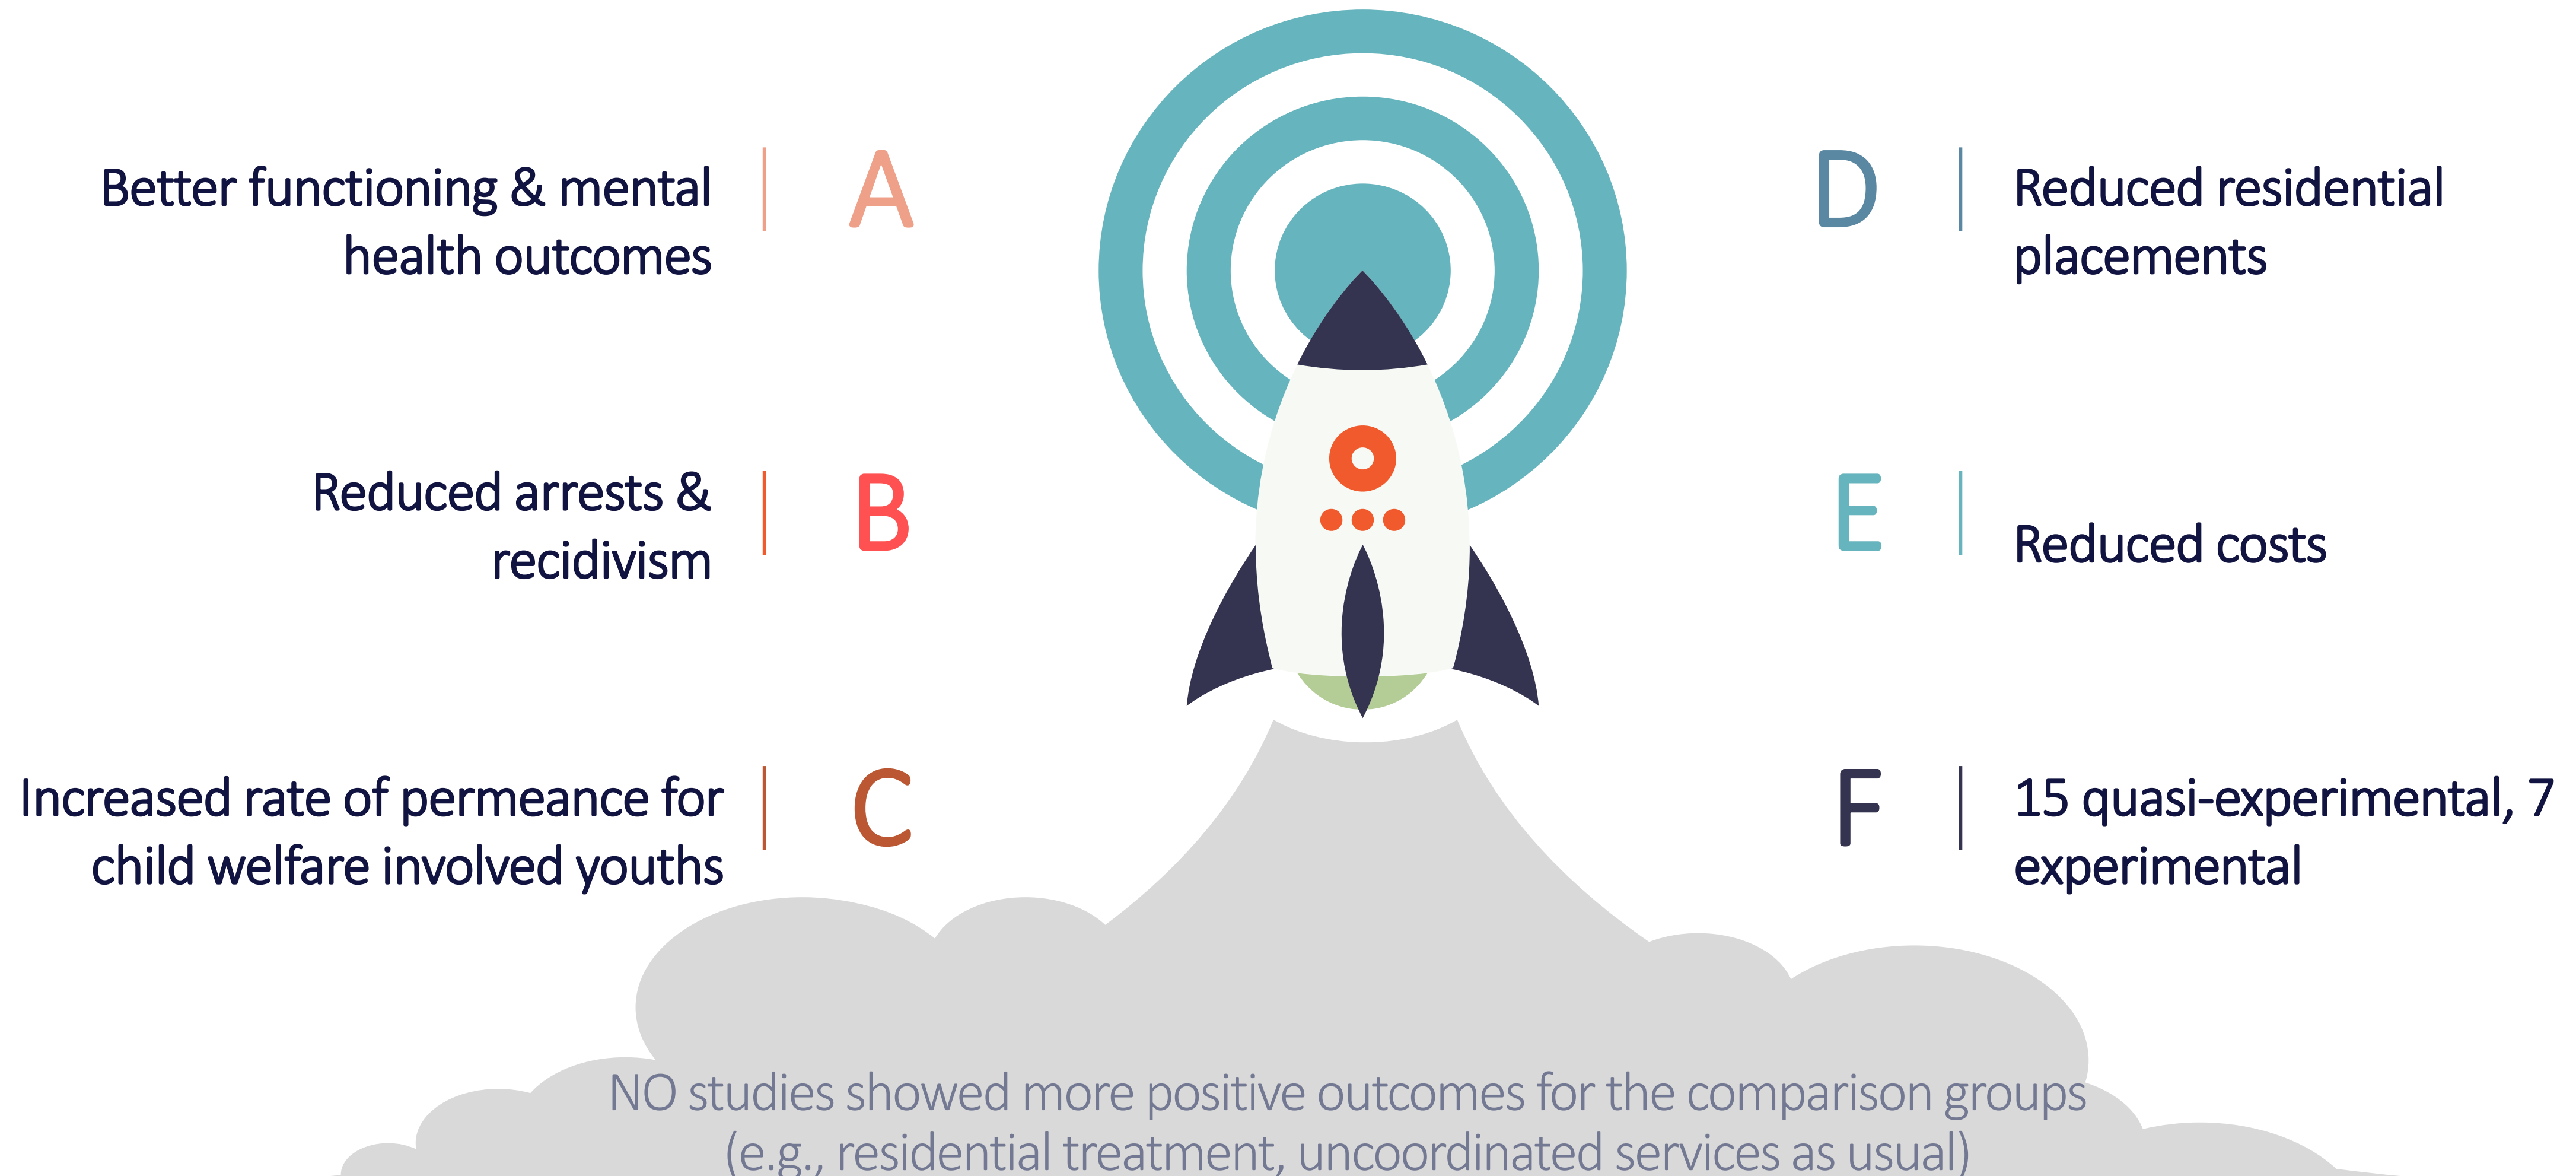 Better functioning & mental
health outcomes
A
Reduced arrests &
recidivism
B
Increased rate of permeance for
child welfare involved youths
C
D
Reduced residential
placements
E
Reduced costs
F
15 quasi-experimental, 7
experimental
NO studies showed more positive outcomes for the comparison groups
(e.g., residential treatment, uncoordinated services as usual)